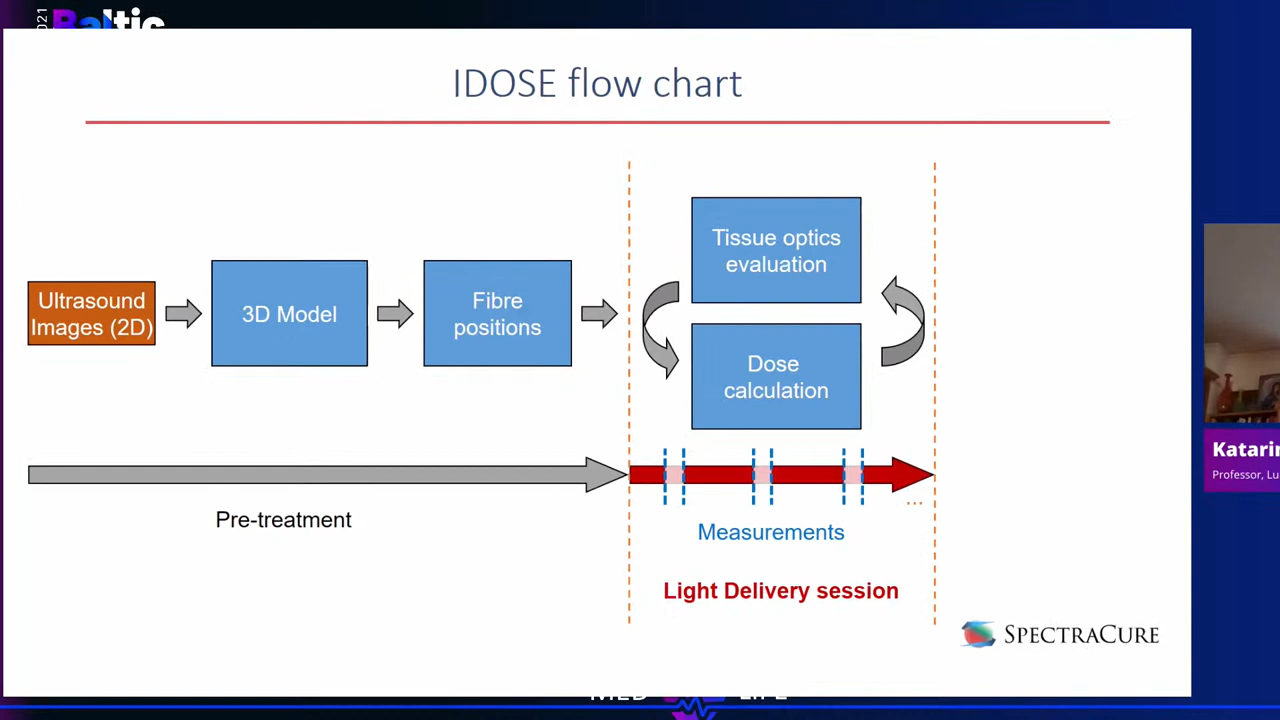 2021
Baltic
IDOSE flow chart
Ultrasound
Images (2D)
3D Model
Fibre
positions
Tissue optics
evaluation
Dose
calculation
Pre-treatment
Measurements
...
Light Delivery session
SPECTRACURE
Katarin
Professor, Lu